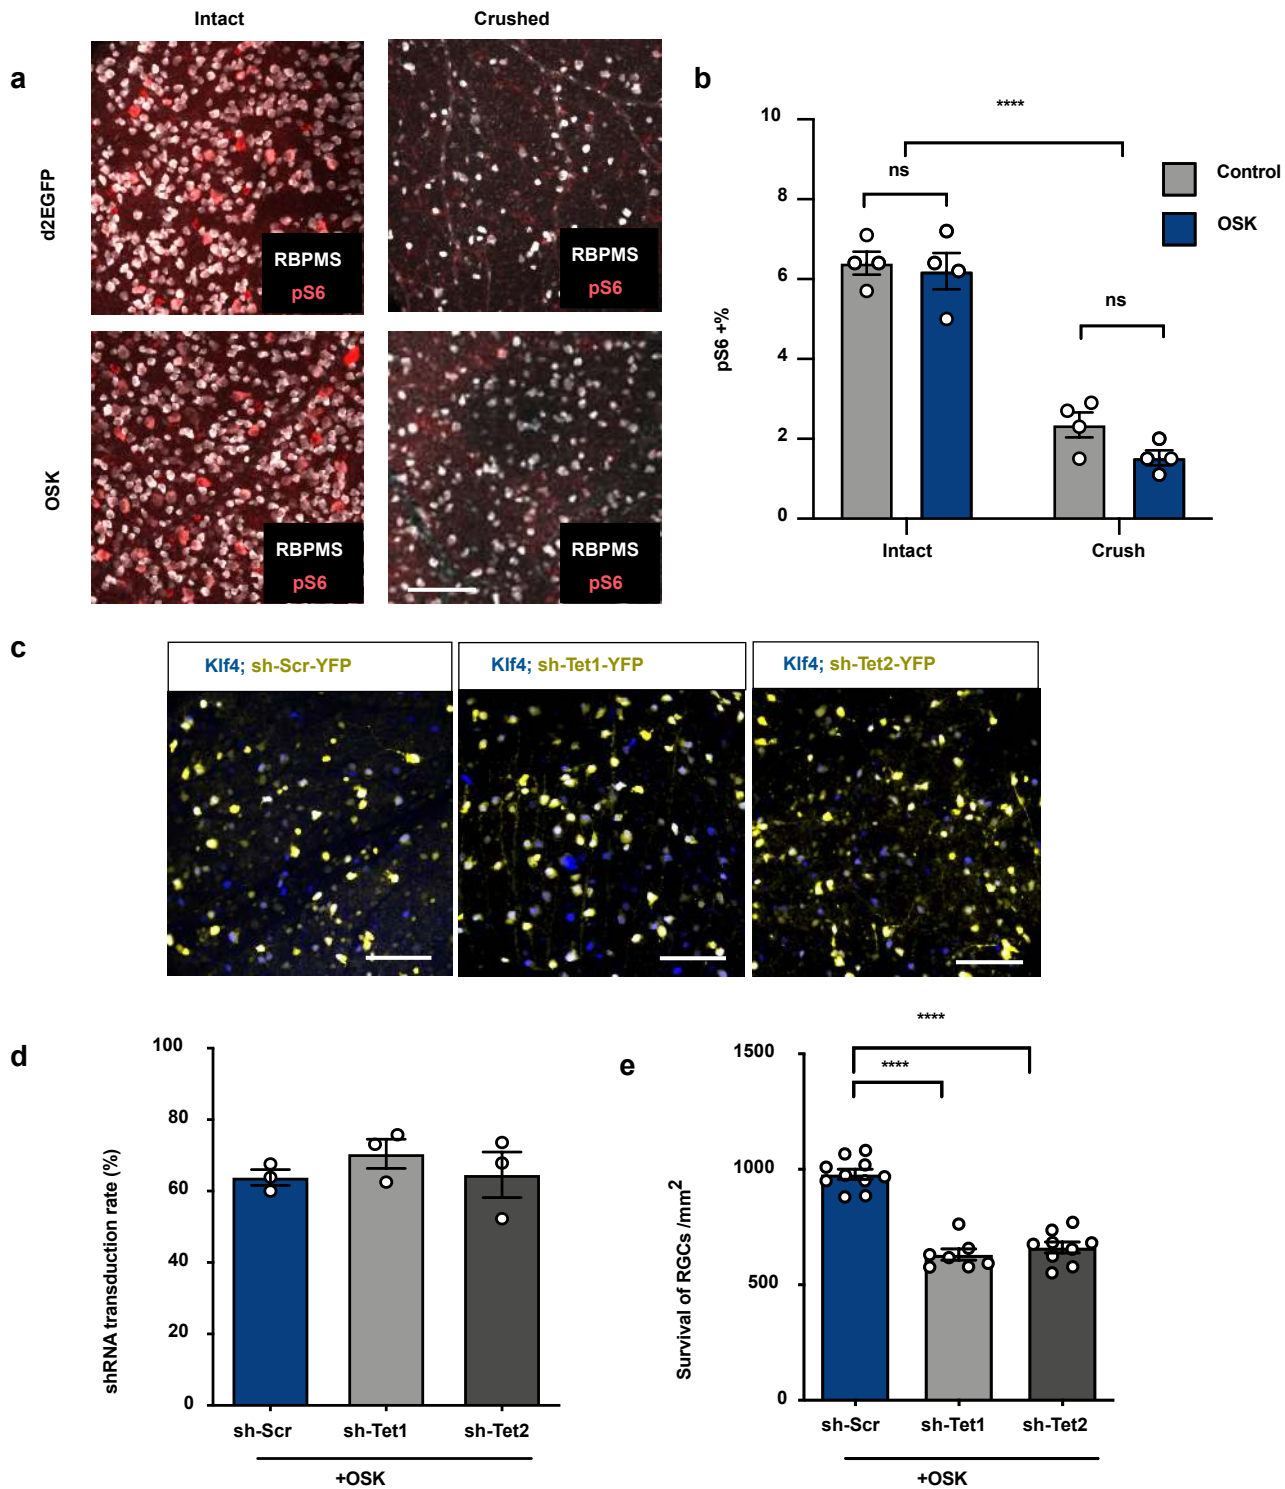 Intact
Crushed
a
d2EGFP
OSK
RBPMS
pS6
RBPMS
pS6
RBPMS
pS6
RBPMS
pS6
b
pS6 +%
10
8
6
4
2
0
****
ns
ns
Intact
Crush
Control
OSK
c
Klf4; sh-Scr-YFP
Klf4; sh-Tet1-YFP
Klf4; sh-Tet2-YFP
d
shRNA transduction rate (%)
100
80
60
40
20
0
sh-Scr
sh-Tet1
sh-Tet2
+OSK
e
Survival of RGCs /mm2
1500
1000
500
0
****
****
sh-Scr
sh-Tet1
sh-Tet2
+OSK